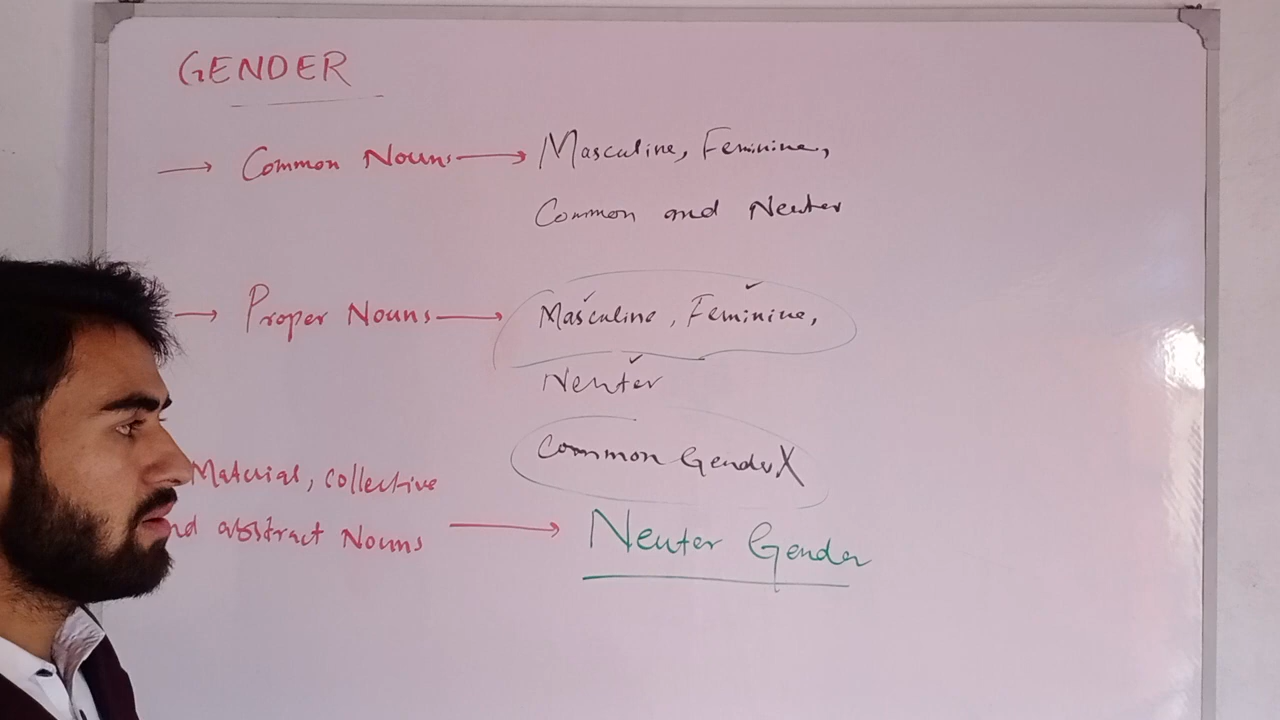 GENDER
→ Common Nouns → Masculine, Feminine,
Common and Neuter
→ Proper Nouns → Masculine, Feminine,
Neuter
Common Gender X
Material, collective
nd abstract Nouns → Neuter Gender